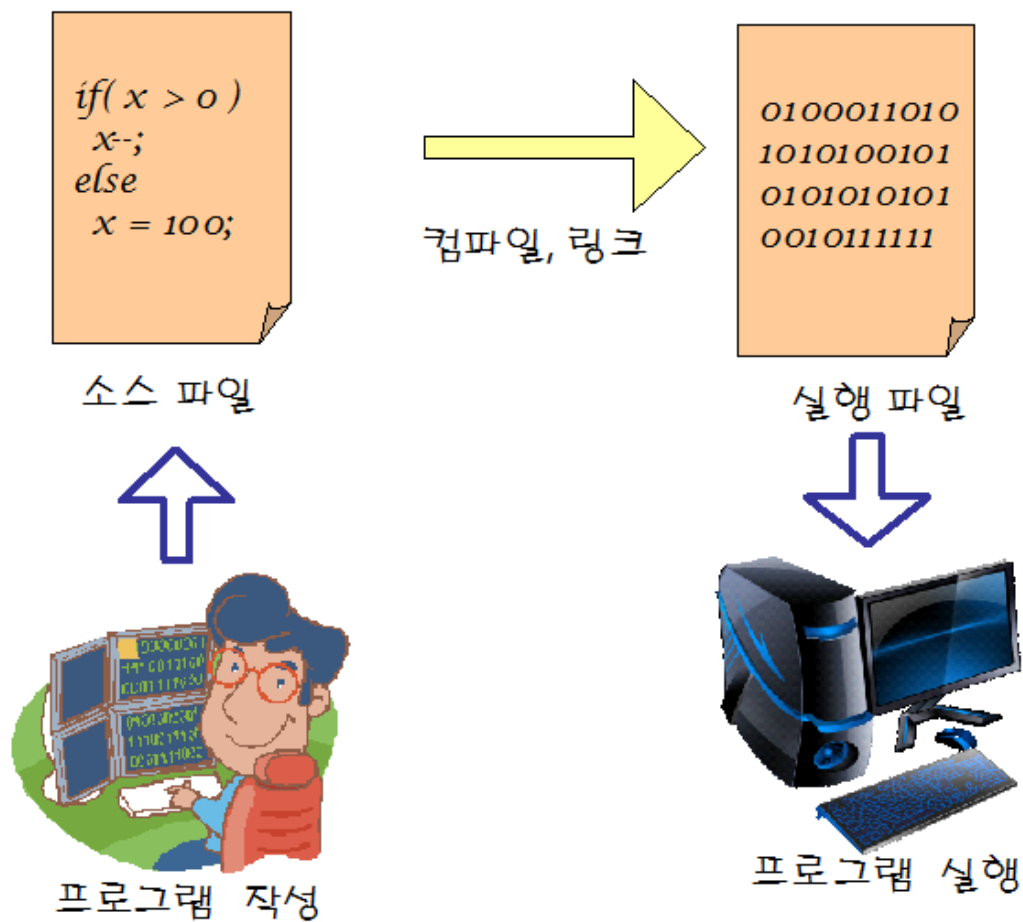 if( x > 0 )
x--;
else
x = 100;
소스 파일
컴파일, 링크
0100011010
1010100101
0101010101
0010111111
실행 파일
프로그램 작성
프로그램 실행